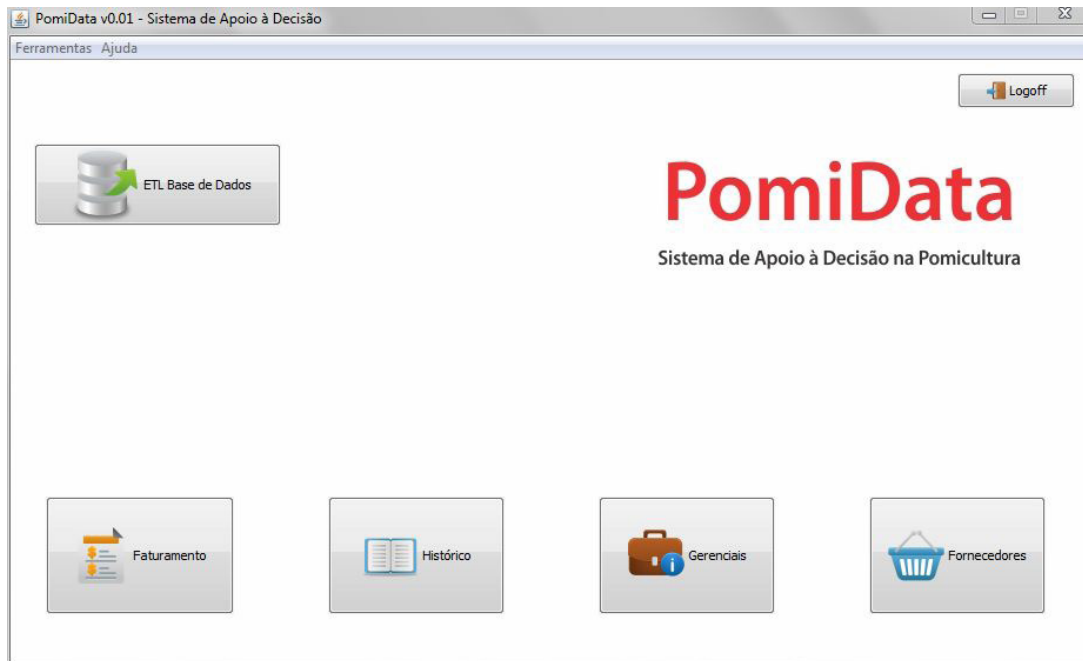 PomiData v0.01 - Sistema de Apoio à Decisão
Ferramentas Ajuda
Logoff
ETL Base de Dados
PomiData
Sistema de Apoio à Decisão na Pomicultura
Faturamento
Histórico
Gerenciais
Fornecedores